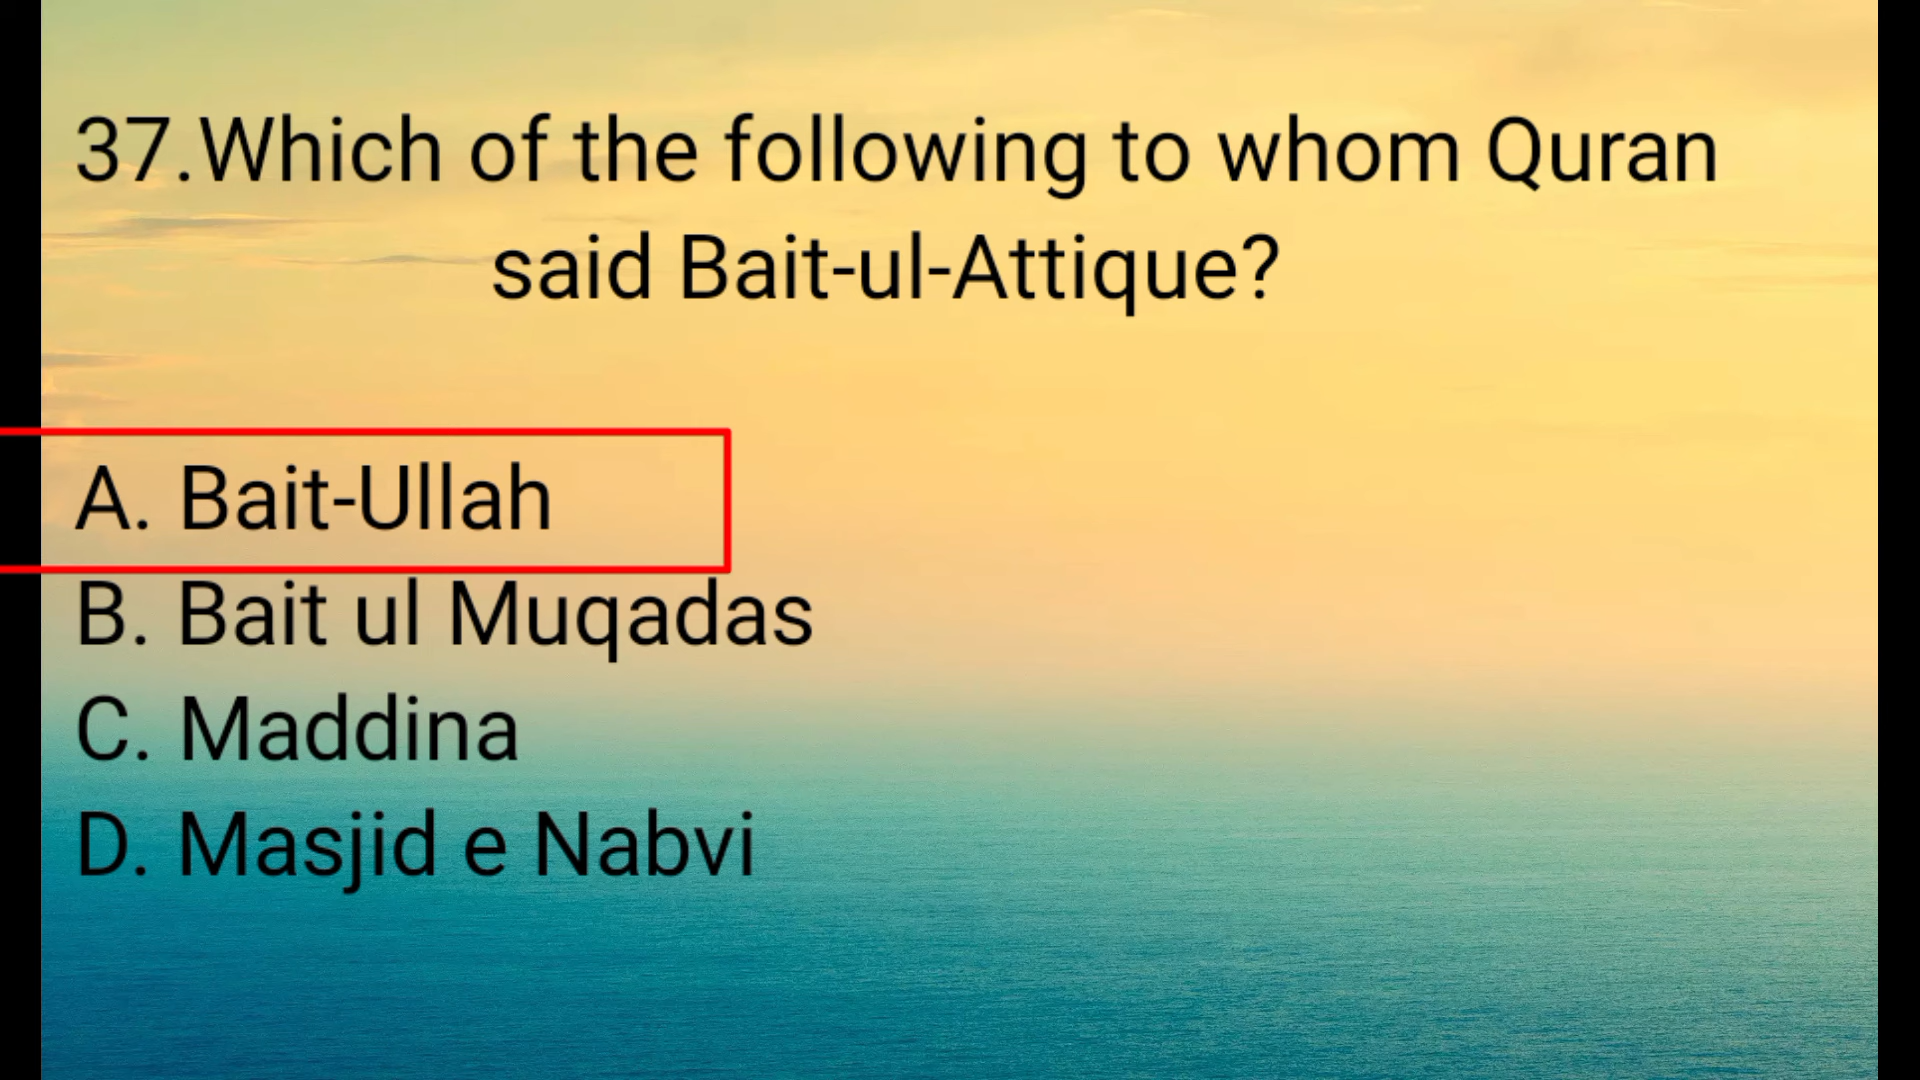 37.Which of the following to whom Quran
said Bait-ul-Attique?
A. Bait-Ullah
B. Bait ul Muqadas
C. Maddina
D. Masjid e Nabvi